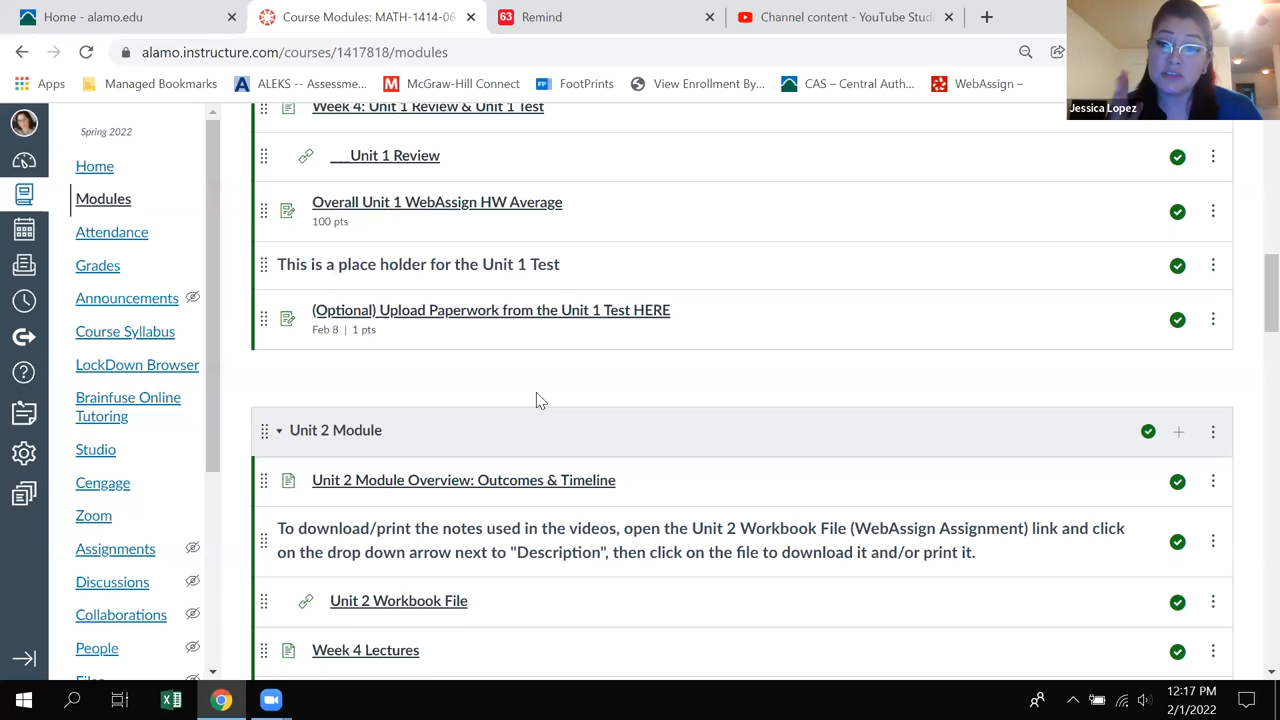 Home - alamo.edu
Course Modules: MATH-1414-06
63
Remind
Channel content - YouTube Stud
alamo.instructure.com/courses/1417818/modules
Apps
Managed Bookmarks
ALEKS -- Assessme...
McGraw-Hill Connect
FP
FootPrints
View Enrollment By...
CAS – Central Auth...
WebAssign –
Jessica Lopez
Spring 2022
Home
Modules
Attendance
Grades
Announcements
Course Syllabus
LockDown Browser
Brainfuse Online
Tutoring
Studio
Cengage
Zoom
Assignments
Discussions
Collaborations
People
Files
Week 4: Unit 1 Review & Unit 1 Test
___Unit 1 Review
Overall Unit 1 WebAssign HW Average
100 pts
This is a place holder for the Unit 1 Test
(Optional) Upload Paperwork from the Unit 1 Test HERE
Feb 8 | 1 pts
Unit 2 Module
Unit 2 Module Overview: Outcomes & Timeline
To download/print the notes used in the videos, open the Unit 2 Workbook File (WebAssign Assignment) link and click
on the drop down arrow next to "Description", then click on the file to download it and/or print it.
Unit 2 Workbook File
Week 4 Lectures
12:17 PM
2/1/2022